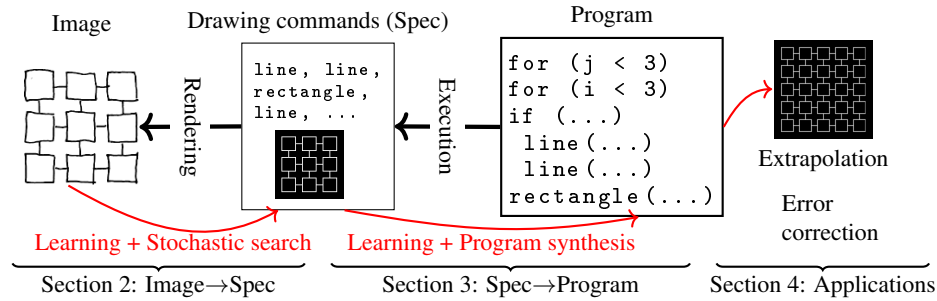 Image
Drawing commands (Spec)
Program
Rendering
line, line,
rectangle,
line, ...
Execution
for (j < 3)
for (i < 3)
if (...)
line(...)
line(...)
rectangle(...)
Extrapolation
Error
correction
Learning + Stochastic search
Learning + Program synthesis
Section 2: Image→Spec
Section 3: Spec→Program
Section 4: Applications